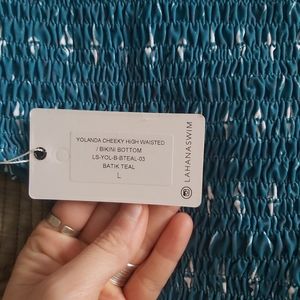 YOLANDA CHEEKY HIGH WAISTED
/ BIKINI BOTTOM
LS-YOL-B-BTEAL-03
BATIK TEAL
L
LAHANASWIM